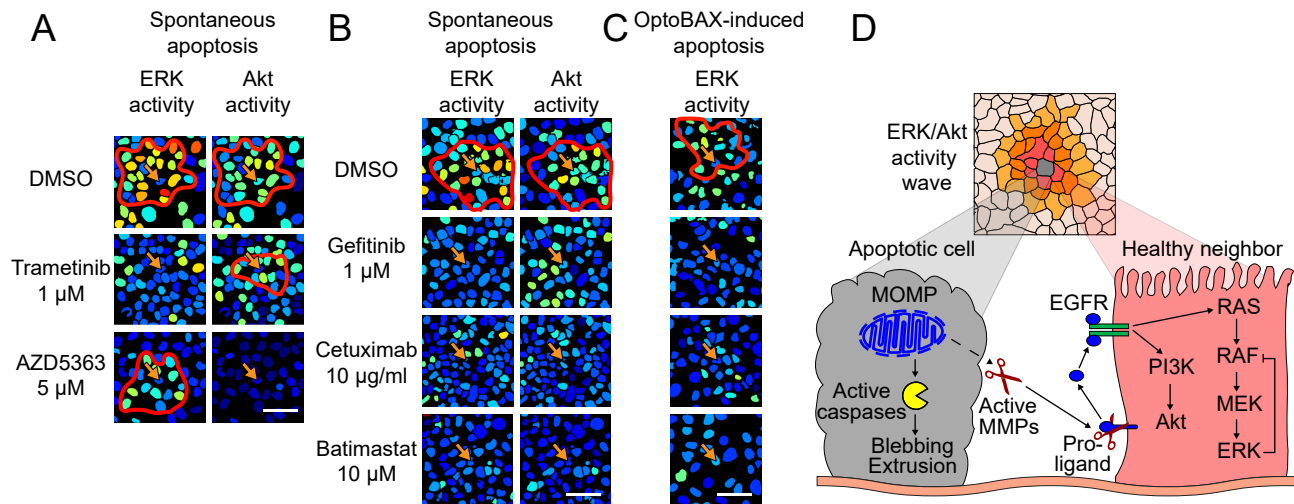 A
Spontaneous
apoptosis
ERK
activity
Akt
activity
DMSO
Trametinib
1 µM
AZD5363
5 µM
B
Spontaneous
apoptosis
ERK
activity
Akt
activity
DMSO
Gefitinib
1 µM
Cetuximab
10 µg/ml
Batimastat
10 µM
C
OptoBAX-induced
apoptosis
ERK
activity
D
ERK/Akt
activity
wave
Apoptotic cell
Healthy neighbor
MOMP
Active
caspases
Blebbing
Extrusion
Active
MMPs
EGFR
Pro-
ligand
PI3K
Akt
RAS
RAF
MEK
ERK